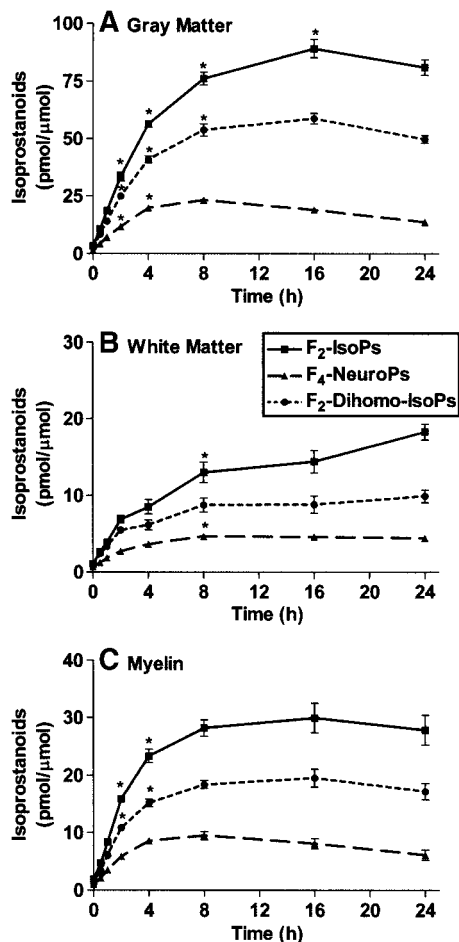 A Gray Matter
Isoprostanoids
(pmol/μmol)
100
75
50
25
0
* * * * *
* * * *
* *
0 4 8 12 16 20 24
Time (h)
B White Matter
F₂-IsoPs
F₄-NeuroPs
F₂-Dihomo-IsoPs
Isoprostanoids
(pmol/μmol)
30
20
10
0
*
*
0 4 8 12 16 20 24
Time (h)
C Myelin
Isoprostanoids
(pmol/μmol)
40
30
20
10
0
* *
* *
0 4 8 12 16 20 24
Time (h)